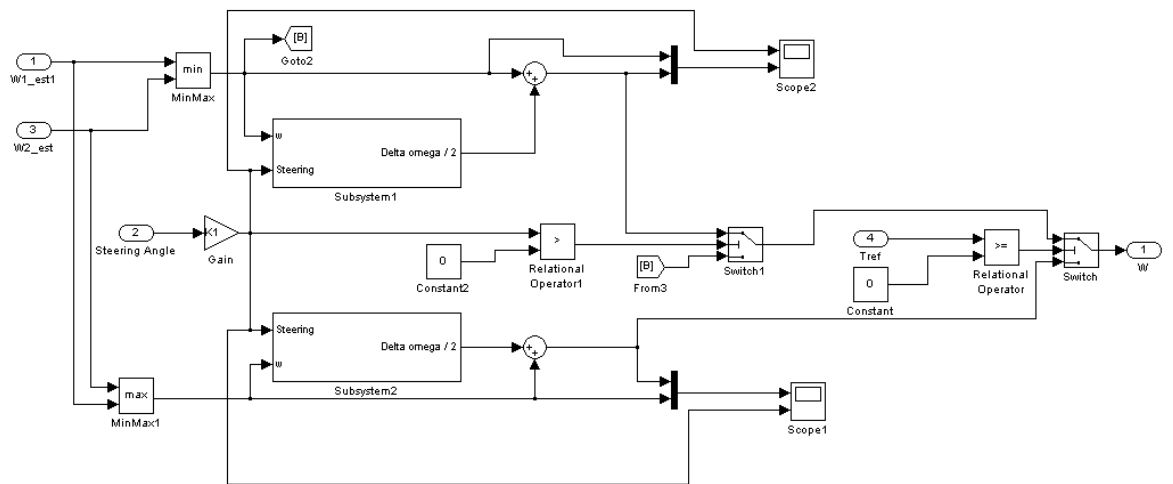 1
W1_est1
3
W2_est
min
MinMax
[B]
Goto2
+
+
Scope2
w
Steering
Delta omega / 2
Subsystem1
2
Steering Angle
K1
Gain
0
Constant2
>
Relational
Operator1
[B]
From3
Switch1
4
Tref
0
Constant
>=
Relational
Operator
Switch
1
W
Steering
w
Delta omega / 2
Subsystem2
+
+
max
MinMax1
Scope1